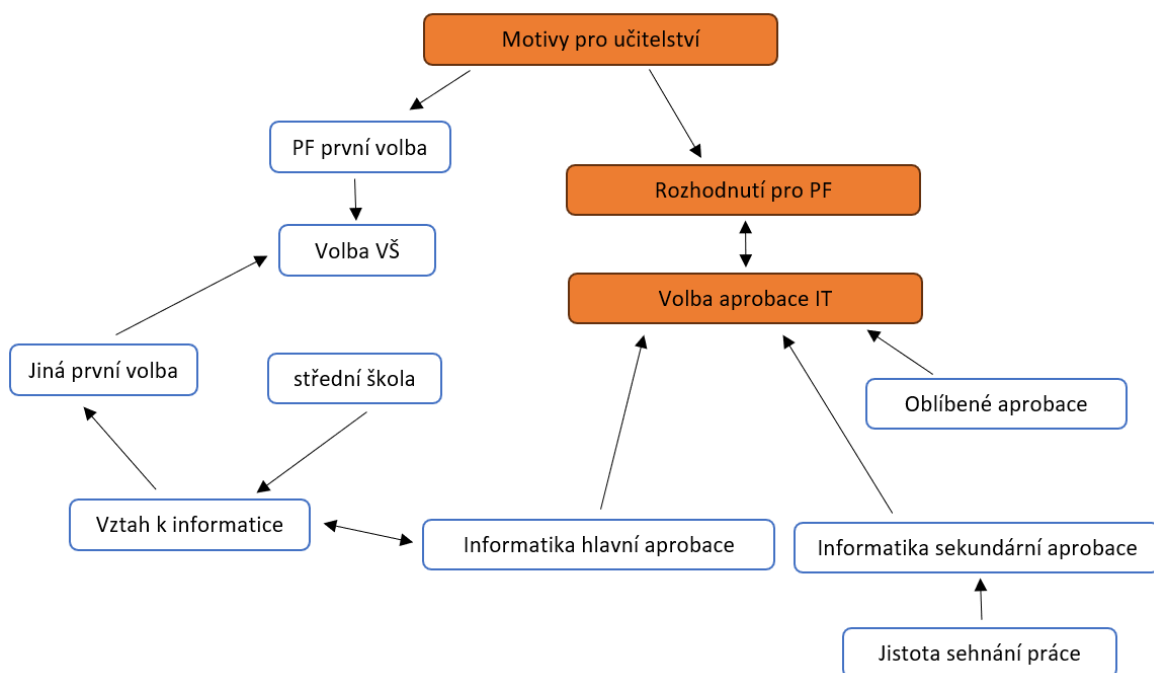 Motivy pro učitelství
PF první volba
Rozhodnutí pro PF
Volba VŠ
Volba aprobace IT
Jiná první volba
střední škola
Oblíbené aprobace
Vztah k informatice
Informatika hlavní aprobace
Informatika sekundární aprobace
Jistota sehnání práce